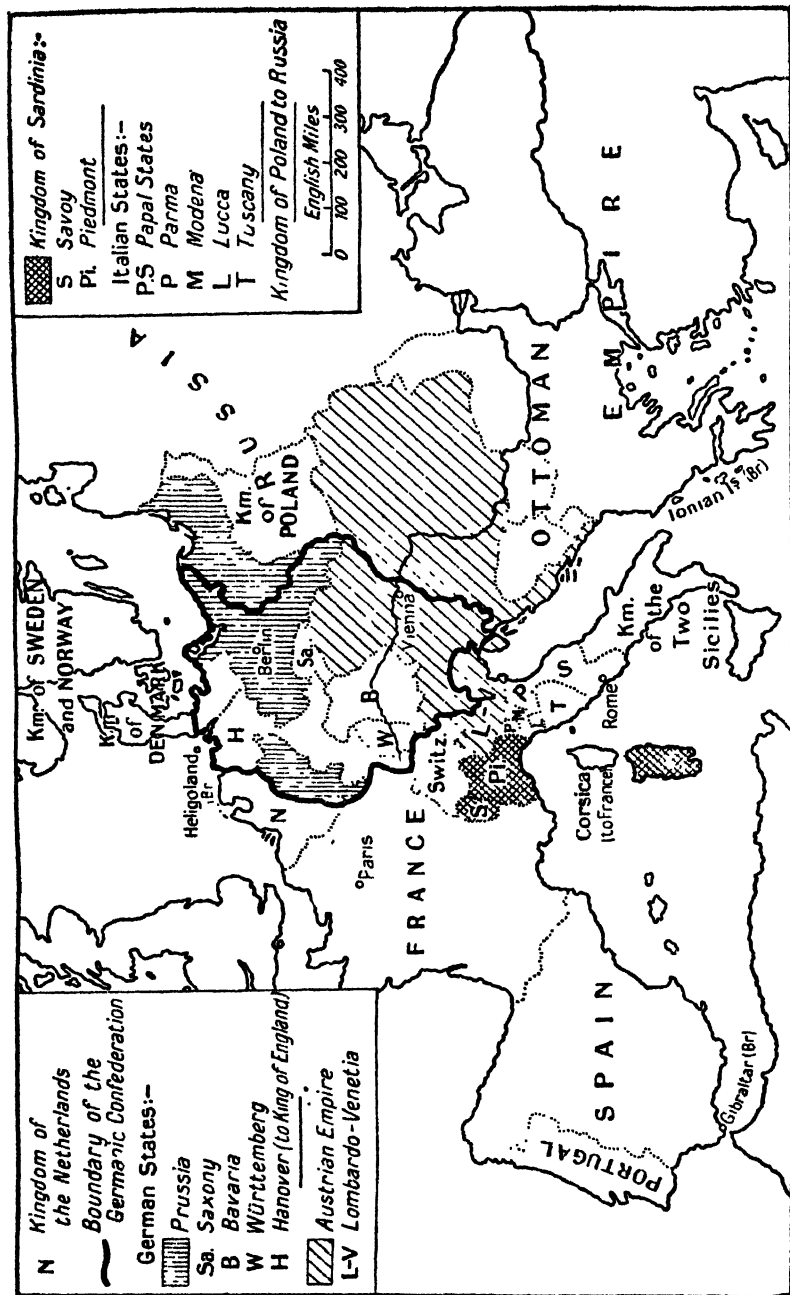 N Kingdom of
the Netherlands
Boundary of the
Germanic Confederation
German States:-
Prussia
Sa. Saxony
B Bavaria
W Württemberg
H Hanover (to King of England)
Austrian Empire
L-V Lombardo-Venetia
Kingdom of Sardinia:-
S Savoy
Pi. Piedmont
Italian States:-
PS Papal States
P Parma
M Modena
L Lucca
T Tuscany
Kingdom of Poland to Russia
English Miles
0 100 200 300 400
Km. of SWEDEN
and NORWAY
Km.
of
DENMARK
Heligoland
Br
RUSSIA
Km.
of
POLAND
Berlin
Sa.
H
N
Paris
B
W
Vienna
FRANCE
Switz.
S
Pi.
L-
P
M
L
T
S
Rome
Km.
of the
Two
Sicilies
Corsica
(to France)
OTTOMAN
EMPIRE
Ionian Is (Br)
SPAIN
PORTUGAL
Gibraltar (Br)